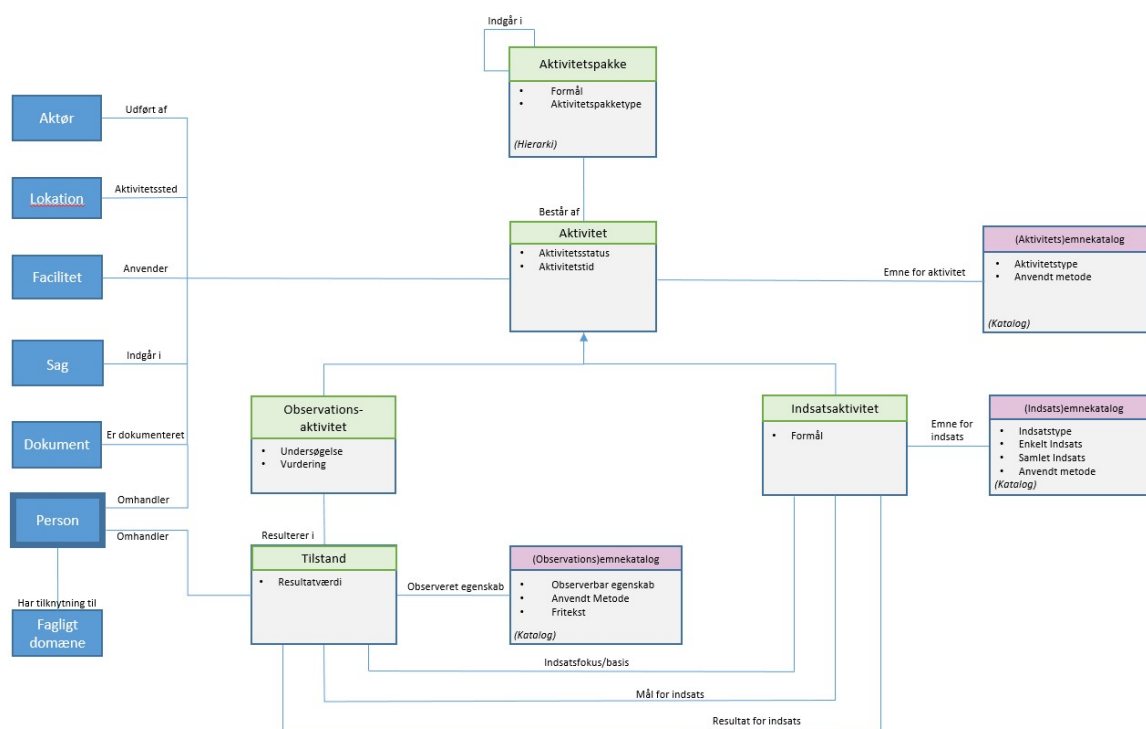 Indgår i
Aktivitetspakke
• Formål
• Aktivitetspakketype
(Hierarki)
Aktør
Udført af
Lokation
Aktivitetssted
Består af
Aktivitet
• Aktivitetsstatus
• Aktivitetstid
(Aktivitets)emnekatalog
• Aktivitetstype
• Anvendt metode
(Katalog)
Facilitet
Anvender
Emne for aktivitet
Sag
Indgår i
Observations-
aktivitet
• Undersøgelse
• Vurdering
Indsatsaktivitet
• Formål
Emne for
indsats
(Indsats)emnekatalog
• Indsatstype
• Enkelt Indsats
• Samlet Indsats
• Anvendt metode
(Katalog)
Dokument
Er dokumenteret
Person
Omhandler
Omhandler
Resulterer i
Tilstand
• Resultatværdi
Observeret egenskab
(Observations)emnekatalog
• Observerbar egenskab
• Anvendt Metode
• Fritekst
(Katalog)
Har tilknytning til
Fagligt
domæne
Indsatsfokus/basis
Mål for indsats
Resultat for indsats